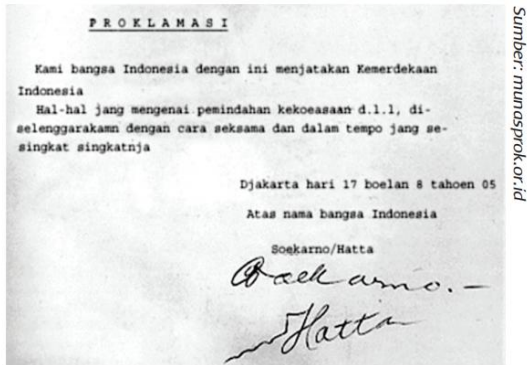 P R O K L A M A S I
Kami bangsa Indonesia dengan ini menjatakan Kemerdekaan
Indonesia
Hal-hal jang mengenai pemindahan kekoeasaan d.l.l, di-
selenggarakamn dengan cara seksama dan dalam tempo jang se-
singkat singkatnja
Djakarta hari 17 boelan 8 tahoen 05
Atas nama bangsa Indonesia
Soekarno/Hatta
Soekarno.-
Hatta
Sumber: munasprok.or.id